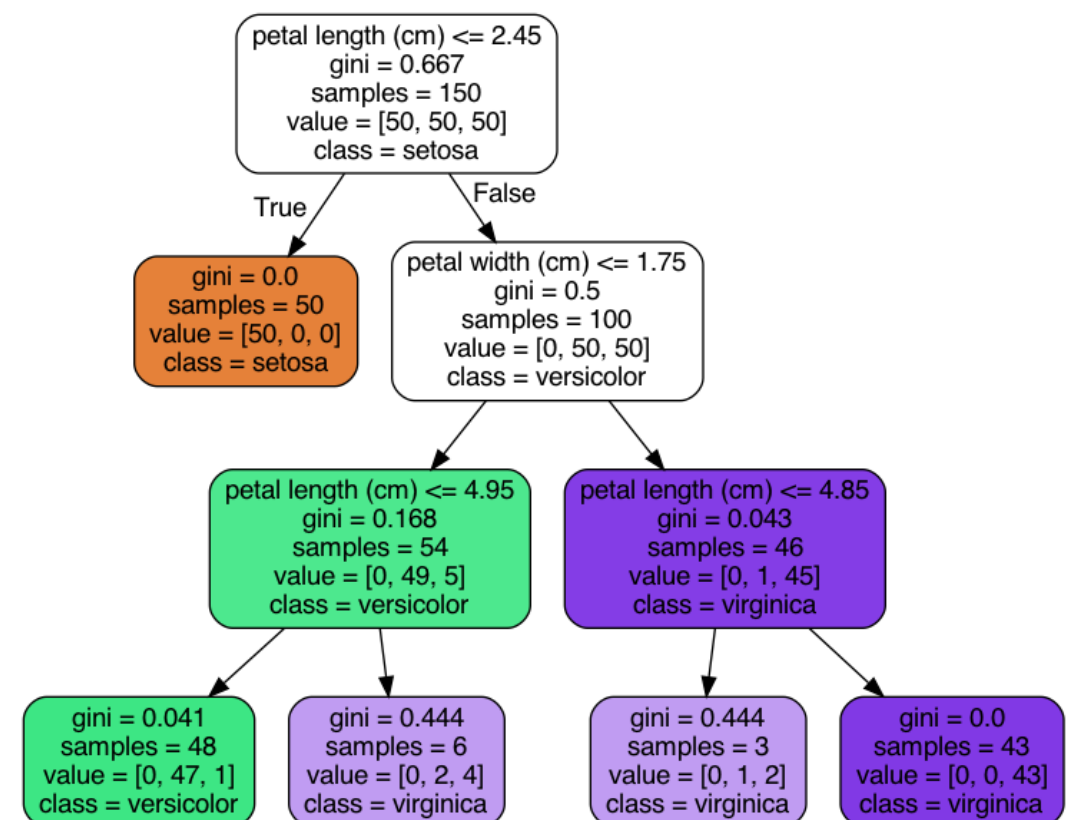 petal length (cm) <= 2.45
gini = 0.667
samples = 150
value = [50, 50, 50]
class = setosa
True
False
gini = 0.0
samples = 50
value = [50, 0, 0]
class = setosa
petal width (cm) <= 1.75
gini = 0.5
samples = 100
value = [0, 50, 50]
class = versicolor
petal length (cm) <= 4.95
gini = 0.168
samples = 54
value = [0, 49, 5]
class = versicolor
petal length (cm) <= 4.85
gini = 0.043
samples = 46
value = [0, 1, 45]
class = virginica
gini = 0.041
samples = 48
value = [0, 47, 1]
class = versicolor
gini = 0.444
samples = 6
value = [0, 2, 4]
class = virginica
gini = 0.444
samples = 3
value = [0, 1, 2]
class = virginica
gini = 0.0
samples = 43
value = [0, 0, 43]
class = virginica